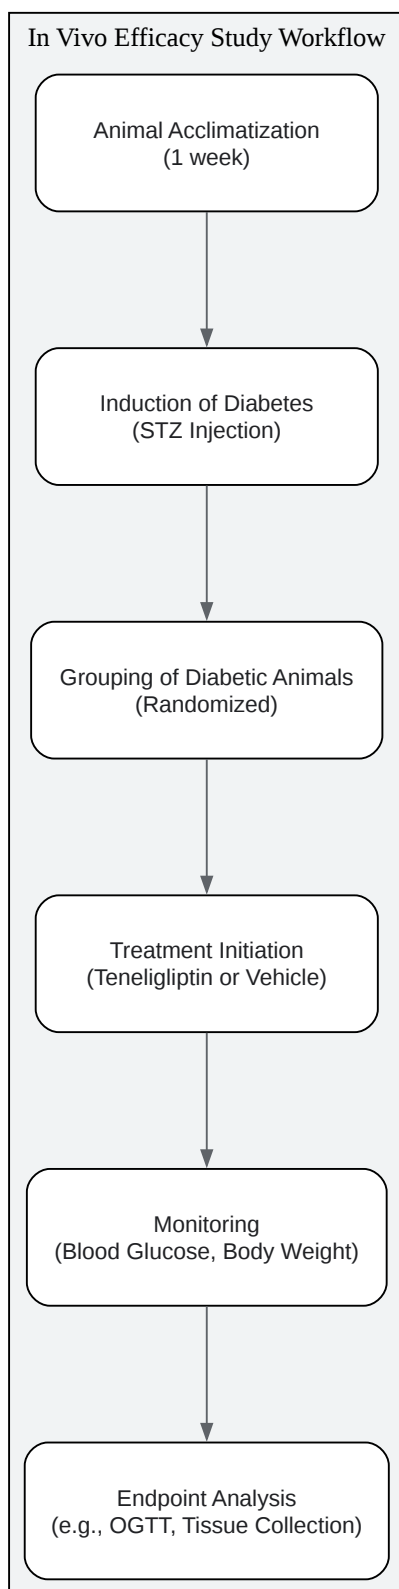 In Vivo Efficacy Study Workflow
Animal Acclimatization
(1 week)
Induction of Diabetes
(STZ Injection)
Grouping of Diabetic Animals
(Randomized)
Treatment Initiation
(Teneligliptin or Vehicle)
Monitoring
(Blood Glucose, Body Weight)
Endpoint Analysis
(e.g., OGTT, Tissue Collection)